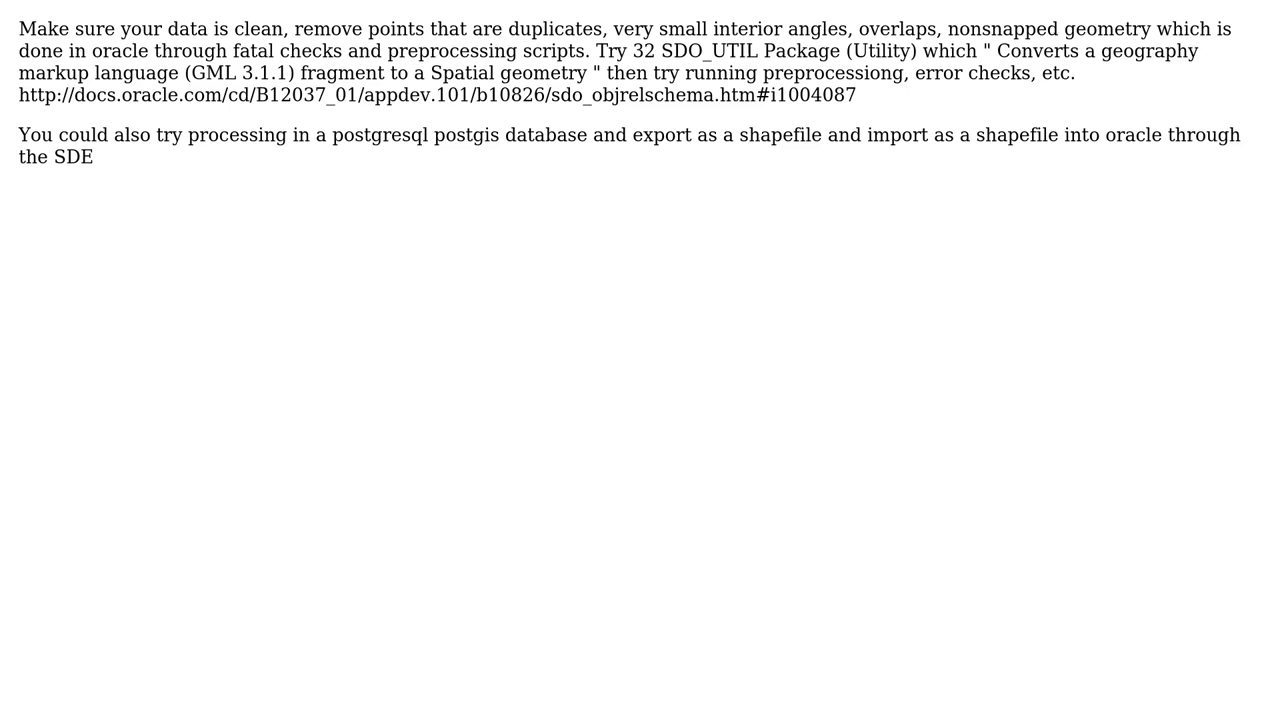 Make sure your data is clean, remove points that are duplicates, very small interior angles, overlaps, nonsnapped geometry which is
done in oracle through fatal checks and preprocessing scripts. Try 32 SDO_UTIL Package (Utility) which " Converts a geography
markup language (GML 3.1.1) fragment to a Spatial geometry " then try running preprocessiong, error checks, etc.
http://docs.oracle.com/cd/B12037_01/appdev.101/b10826/sdo_objrelschema.htm#i1004087
You could also try processing in a postgresql postgis database and export as a shapefile and import as a shapefile into oracle through
the SDE